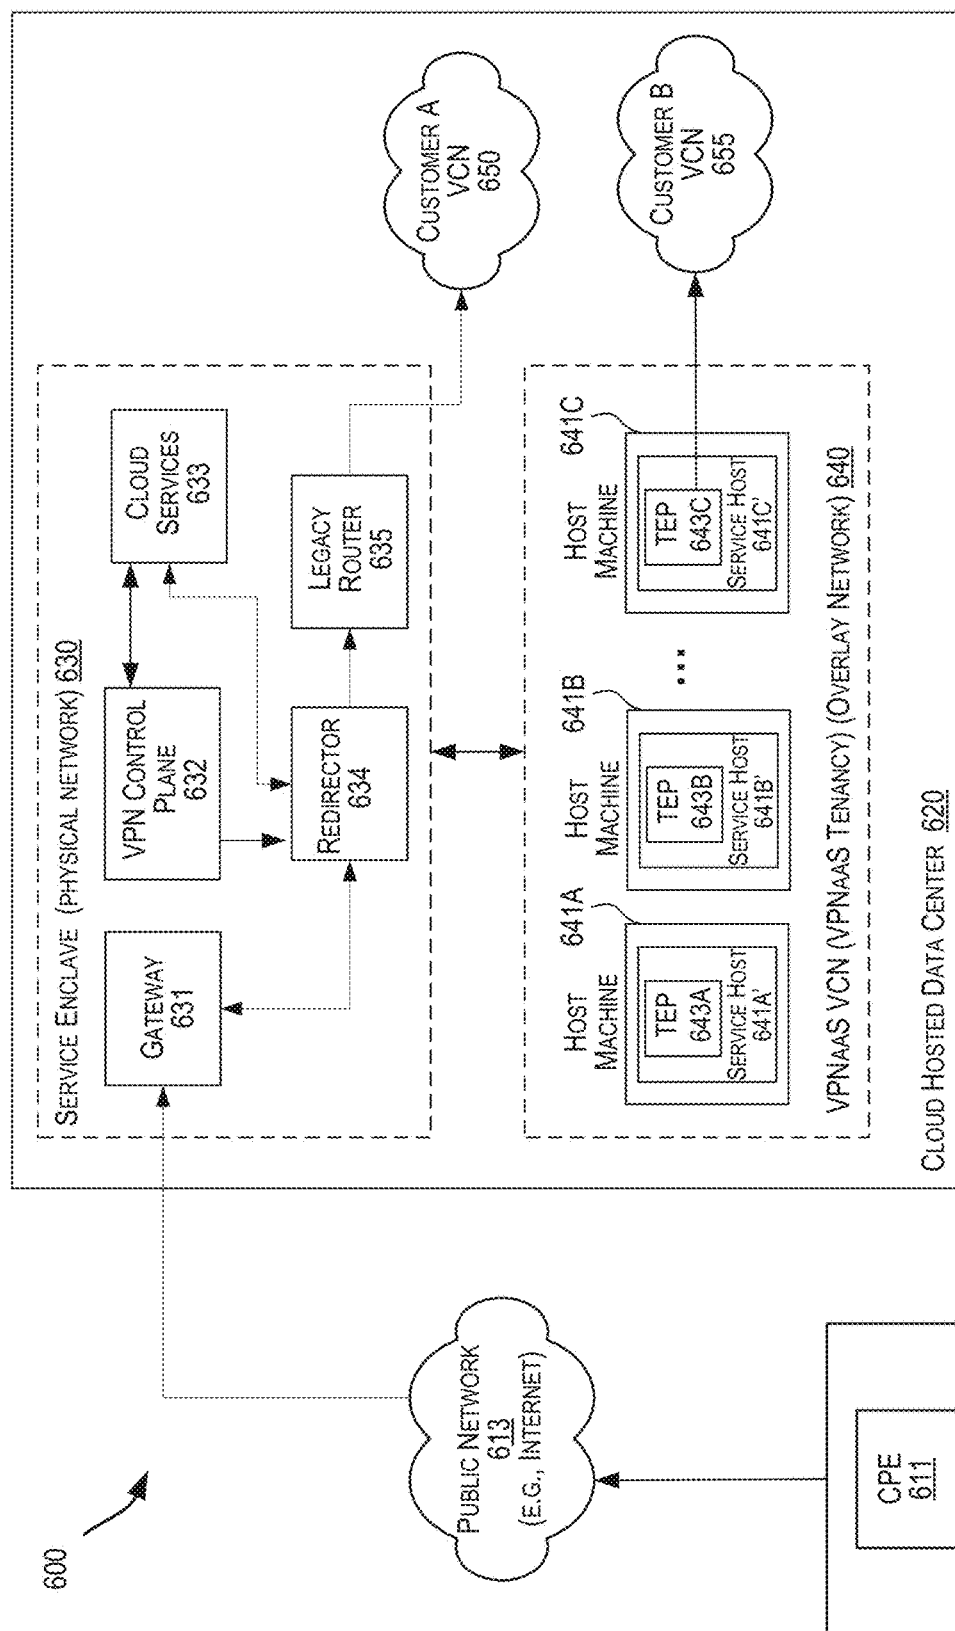 600
SERVICE ENCLAVE (PHYSICAL NETWORK) 630
GATEWAY
631
VPN CONTROL
PLANE
632
CLOUD
SERVICES
633
REDIRECTOR
634
LEGACY
ROUTER
635
CUSTOMER A
VCN
650
PUBLIC NETWORK
613
(E.G., INTERNET)
HOST
MACHINE
641A
TEP
643A
SERVICE HOST
641A'
HOST
MACHINE
641B
TEP
643B
SERVICE HOST
641B'
...
HOST
MACHINE
641C
TEP
643C
SERVICE HOST
641C'
CUSTOMER B
VCN
655
VPNAAS VCN (VPNAAS TENANCY) (OVERLAY NETWORK) 640
CPE
611
CLOUD HOSTED DATA CENTER 620